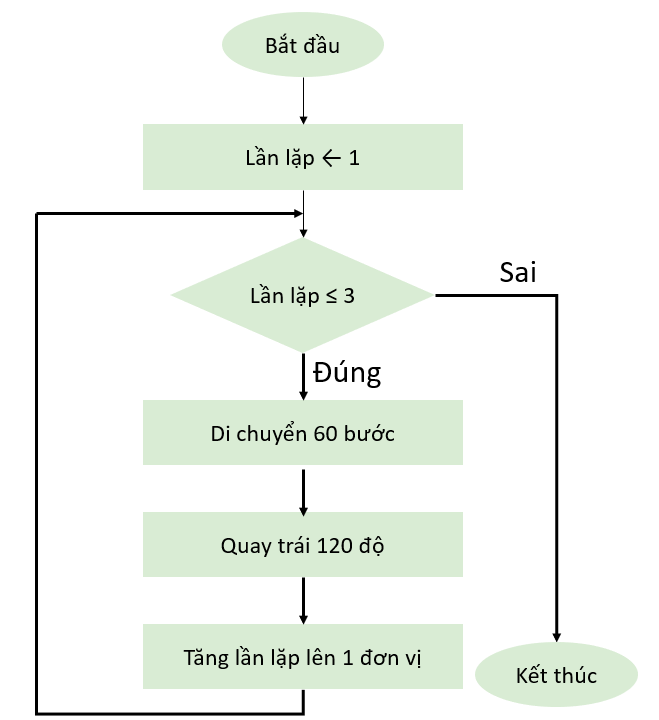 Bắt đầu
Lần lặp ← 1
Lần lặp ≤ 3
Sai
Đúng
Di chuyển 60 bước
Quay trái 120 độ
Tăng lần lặp lên 1 đơn vị
Kết thúc